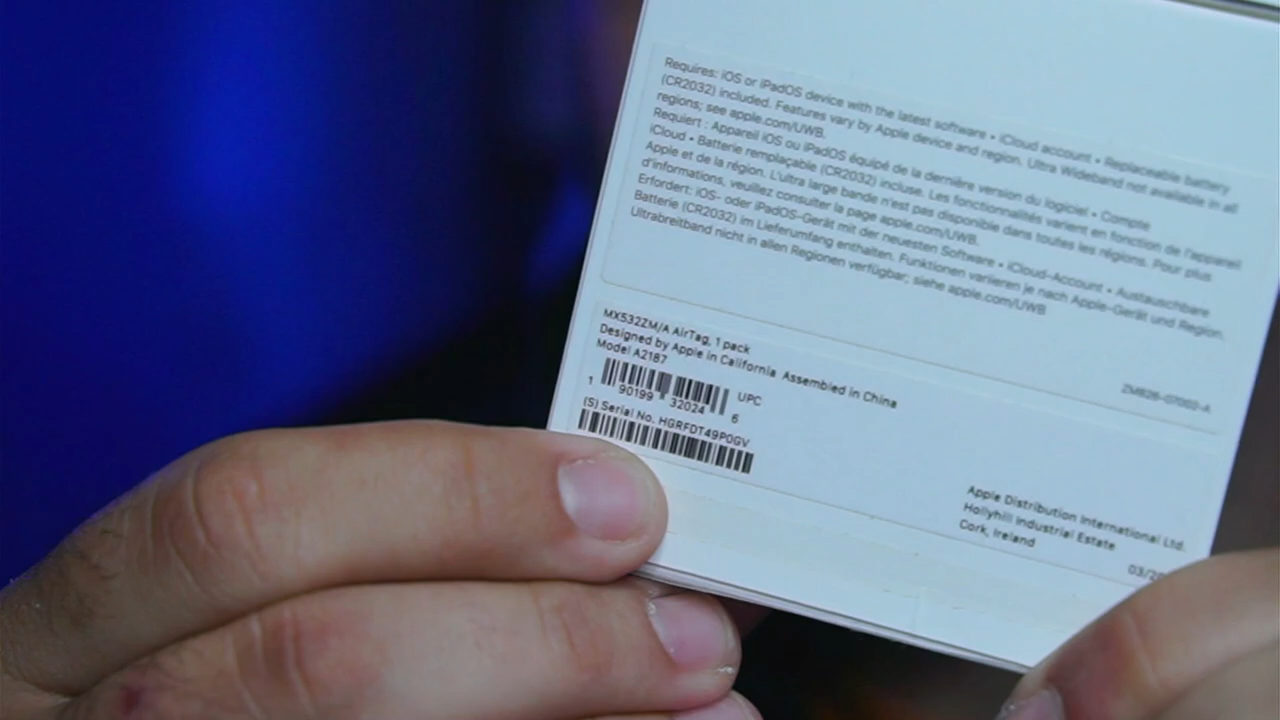 Requires: iOS or iPadOS device with the latest software • iCloud account • Replaceable battery
(CR2032) included. Features vary by Apple device and region. Ultra Wideband not available in all
regions; see apple.com/UWB.
Requiert : Appareil iOS ou iPadOS équipé de la dernière version du logiciel • Compte
iCloud • Batterie remplaçable (CR2032) incluse. Les fonctionnalités varient en fonction de l'appareil
Apple et de la région. L'ultra large bande n'est pas disponible dans toutes les régions. Pour plus
d'informations, veuillez consulter la page apple.com/UWB.
Erfordert: iOS- oder iPadOS-Gerät mit der neuesten Software • iCloud-Account • Austauschbare
Batterie (CR2032) im Lieferumfang enthalten. Funktionen variieren je nach Apple-Gerät und Region.
Ultrabreitband nicht in allen Regionen verfügbar; siehe apple.com/UWB
MX532ZM/A AirTag, 1 pack
Designed by Apple in California Assembled in China
Model A2187
UPC
1 90199 32024 6
(S) Serial No. HGRFDT49P0GV
Apple Distribution International Ltd.
Hollyhill Industrial Estate
Cork, Ireland